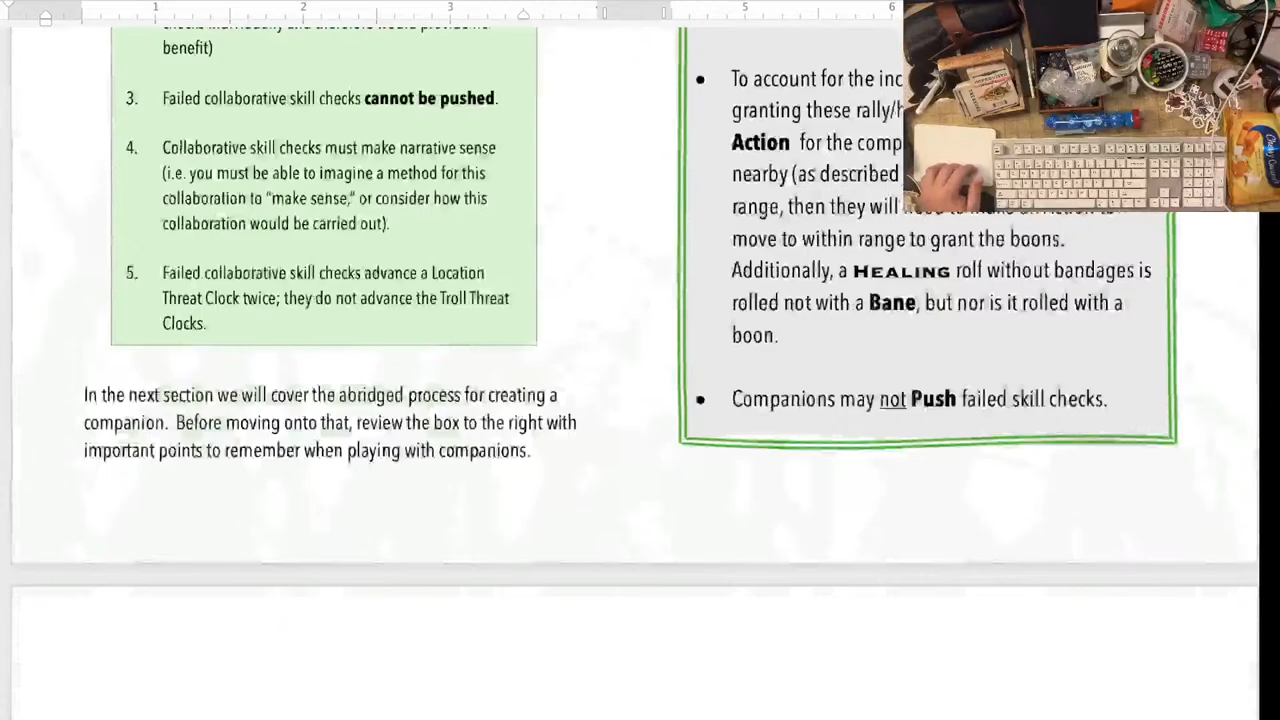 1 2 3
5 6
benefit)
3. Failed collaborative skill checks cannot be pushed.
4. Collaborative skill checks must make narrative sense
(i.e. you must be able to imagine a method for this
collaboration to “make sense,” or consider how this
collaboration would be carried out).
5. Failed collaborative skill checks advance a Location
Threat Clock twice; they do not advance the Troll Threat
Clocks.
In the next section we will cover the abridged process for creating a
companion. Before moving onto that, review the box to the right with
important points to remember when playing with companions.
• To account for the inc
granting these rally/h
Action for the comp
nearby (as described
range, then they will
move to within range to grant the boons.
Additionally, a HEALING roll without bandages is
rolled not with a Bane, but nor is it rolled with a
boon.
• Companions may not Push failed skill checks.